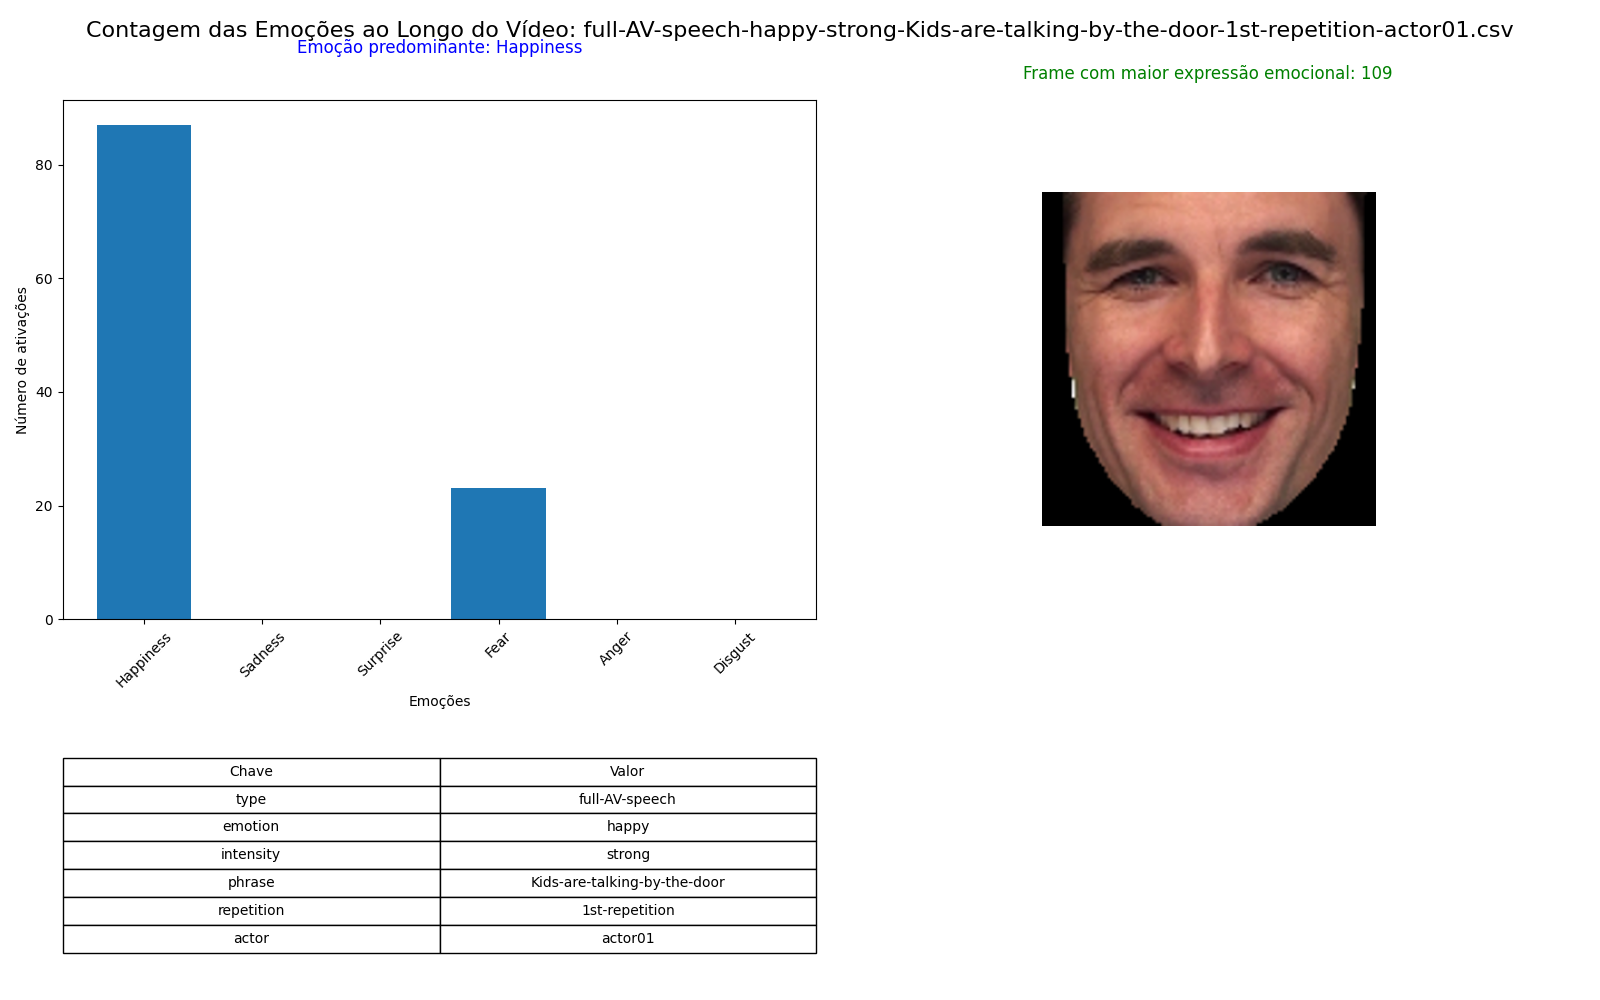 Contagem das Emoções ao Longo do Vídeo: full-AV-speech-happy-strong-Kids-are-talking-by-the-door-1st-repetition-actor01.csv
Emoção predominante: Happiness
Frame com maior expressão emocional: 109
Número de ativações
80
60
40
20
0
Happiness
Sadness
Surprise
Fear
Anger
Disgust
Emoções
Chave Valor
type full-AV-speech
emotion happy
intensity strong
phrase Kids-are-talking-by-the-door
repetition 1st-repetition
actor actor01